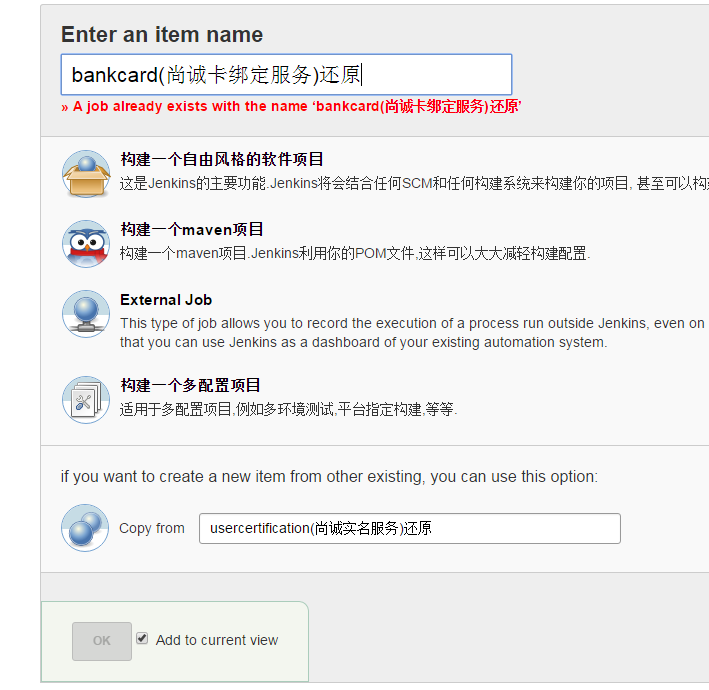 Enter an item name
bankcard(尚诚卡绑定服务)还原
» A job already exists with the name ‘bankcard(尚诚卡绑定服务)还原’
构建一个自由风格的软件项目
这是Jenkins的主要功能.Jenkins将会结合任何SCM和任何构建系统来构建你的项目, 甚至可以构
构建一个maven项目
构建一个maven项目.Jenkins利用你的POM文件,这样可以大大减轻构建配置.
External Job
This type of job allows you to record the execution of a process run outside Jenkins, even on
that you can use Jenkins as a dashboard of your existing automation system.
构建一个多配置项目
适用于多配置项目,例如多环境测试,平台指定构建,等等.
if you want to create a new item from other existing, you can use this option:
Copy from usercertification(尚诚实名服务)还原
OK Add to current view